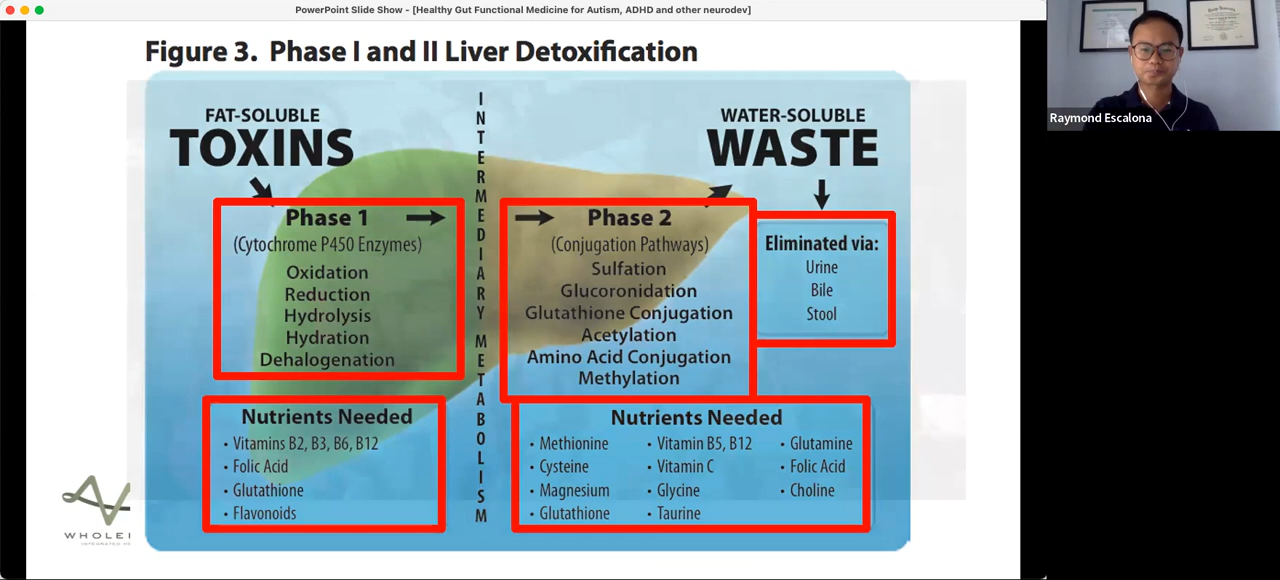 PowerPoint Slide Show - [Healthy Gut Functional Medicine for Autism, ADHD and other neurodev]
Figure 3. Phase I and II Liver Detoxification
FAT-SOLUBLE
TOXINS
INTERMEDIARY METABOLISM
WATER-SOLUBLE
WASTE
Phase 1
(Cytochrome P450 Enzymes)
Oxidation
Reduction
Hydrolysis
Hydration
Dehalogenation
Phase 2
(Conjugation Pathways)
Sulfation
Glucoronidation
Glutathione Conjugation
Acetylation
Amino Acid Conjugation
Methylation
Eliminated via:
Urine
Bile
Stool
Nutrients Needed
• Vitamins B2, B3, B6, B12
• Folic Acid
• Glutathione
• Flavonoids
Nutrients Needed
• Methionine
• Cysteine
• Magnesium
• Glutathione
• Vitamin B5, B12
• Vitamin C
• Glycine
• Taurine
• Glutamine
• Folic Acid
• Choline
Raymond Escalona